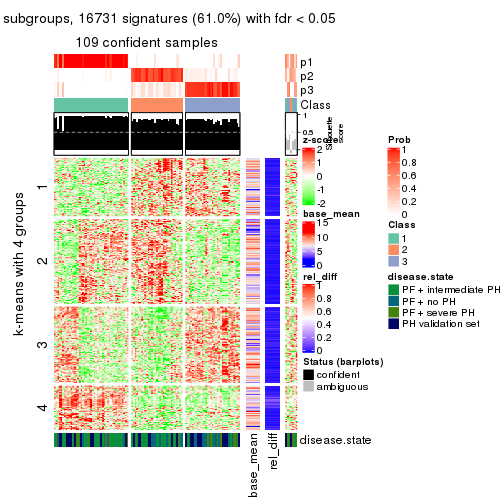 subgroups, 16731 signatures (61.0%) with fdr < 0.05
109 confident samples
p1
p2
p3
Class
1
0.5
0
Silhouette
score
k-means with 4 groups
1
2
3
4
base_mean
rel_diff
disease.state
z-score
2
1
0
-1
-2
base_mean
15
10
5
0
rel_diff
1
0.8
0.6
0.4
0.2
0
Status (barplots)
confident
ambiguous
Prob
1
0.8
0.6
0.4
0.2
0
Class
1
2
3
disease.state
PF+ intermediate PH
PF+ no PH
PF+ severe PH
PH validation set